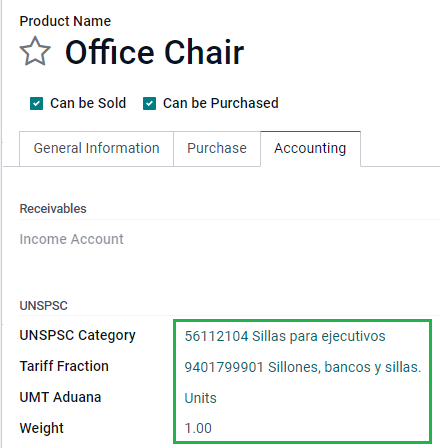 Product Name
Office Chair
Can be Sold Can be Purchased
General Information Purchase Accounting
Receivables
Income Account
UNSPSC
UNSPSC Category 56112104 Sillas para ejecutivos
Tariff Fraction 9401799901 Sillones, bancos y sillas.
UMT Aduana Units
Weight 1.00